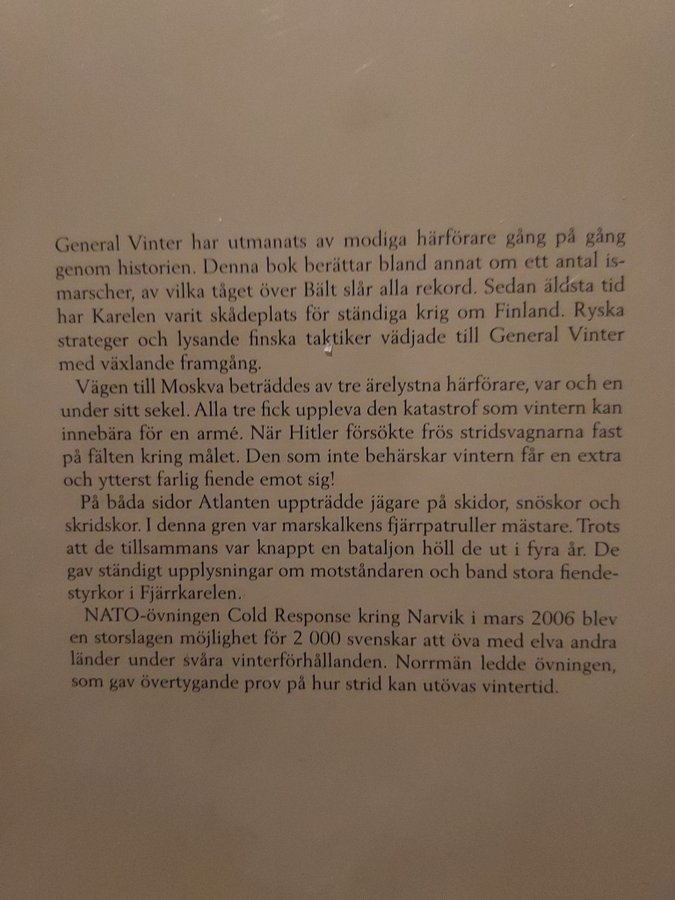 General Vinter har utmanats av modiga härförare gång på gång
genom historien. Denna bok berättar bland annat om ett antal is-
marscher, av vilka tåget över Bält slår alla rekord. Sedan äldsta tid
har Karelen varit skådeplats för ständiga krig om Finland. Ryska
strateger och lysande finska taktiker vädjade till General Vinter
med växlande framgång.
Vägen till Moskva beträddes av tre ärelystna härförare, var och en
under sitt sekel. Alla tre fick uppleva den katastrof som vintern kan
innebära för en armé. När Hitler försökte frös stridsvagnarna fast
på fälten kring målet. Den som inte behärskar vintern får en extra
och ytterst farlig fiende emot sig!
På båda sidor Atlanten uppträdde jägare på skidor, snöskor och
skridskor. I denna gren var marskalkens fjärrpatruller mästare. Trots
att de tillsammans var knappt en bataljon höll de ut i fyra år. De
gav ständigt upplysningar om motståndaren och band stora fiende-
styrkor i Fjärrkarelen.
NATO-övningen Cold Response kring Narvik i mars 2006 blev
en storslagen möjlighet för 2 000 svenskar att öva med elva andra
länder under svåra vinterförhållanden. Norrmän ledde övningen,
som gav övertygande prov på hur strid kan utövas vintertid.